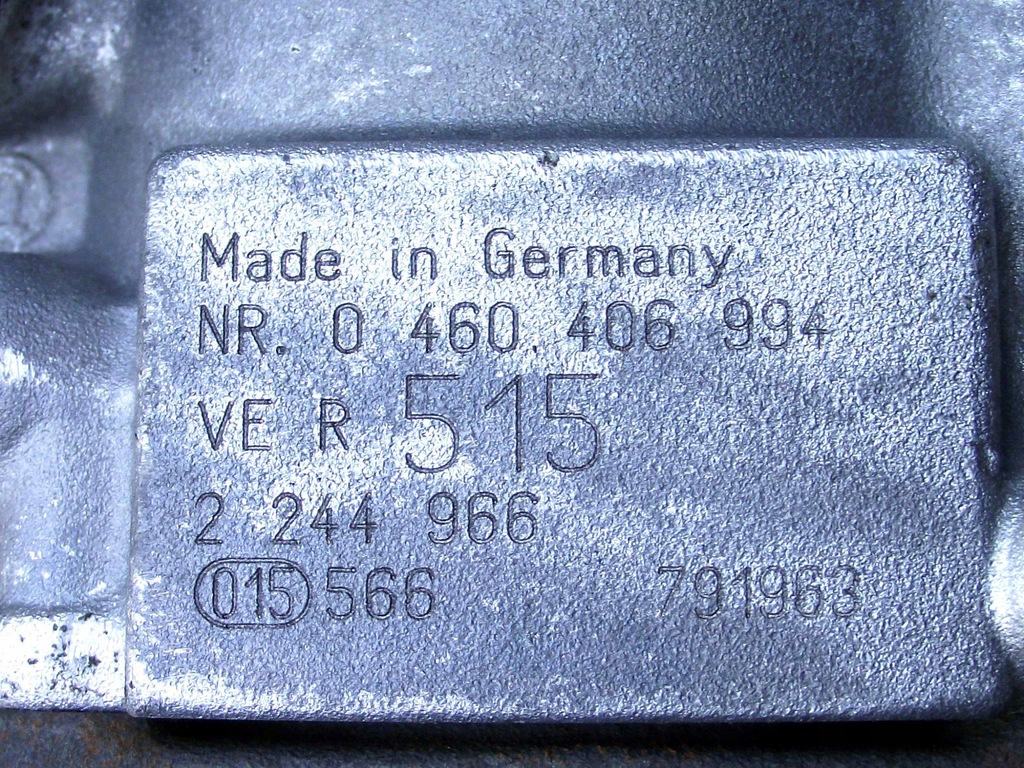 Made in Germany
NR. 0 460 406 994
VE R 515
2 244 966
015 566 791963